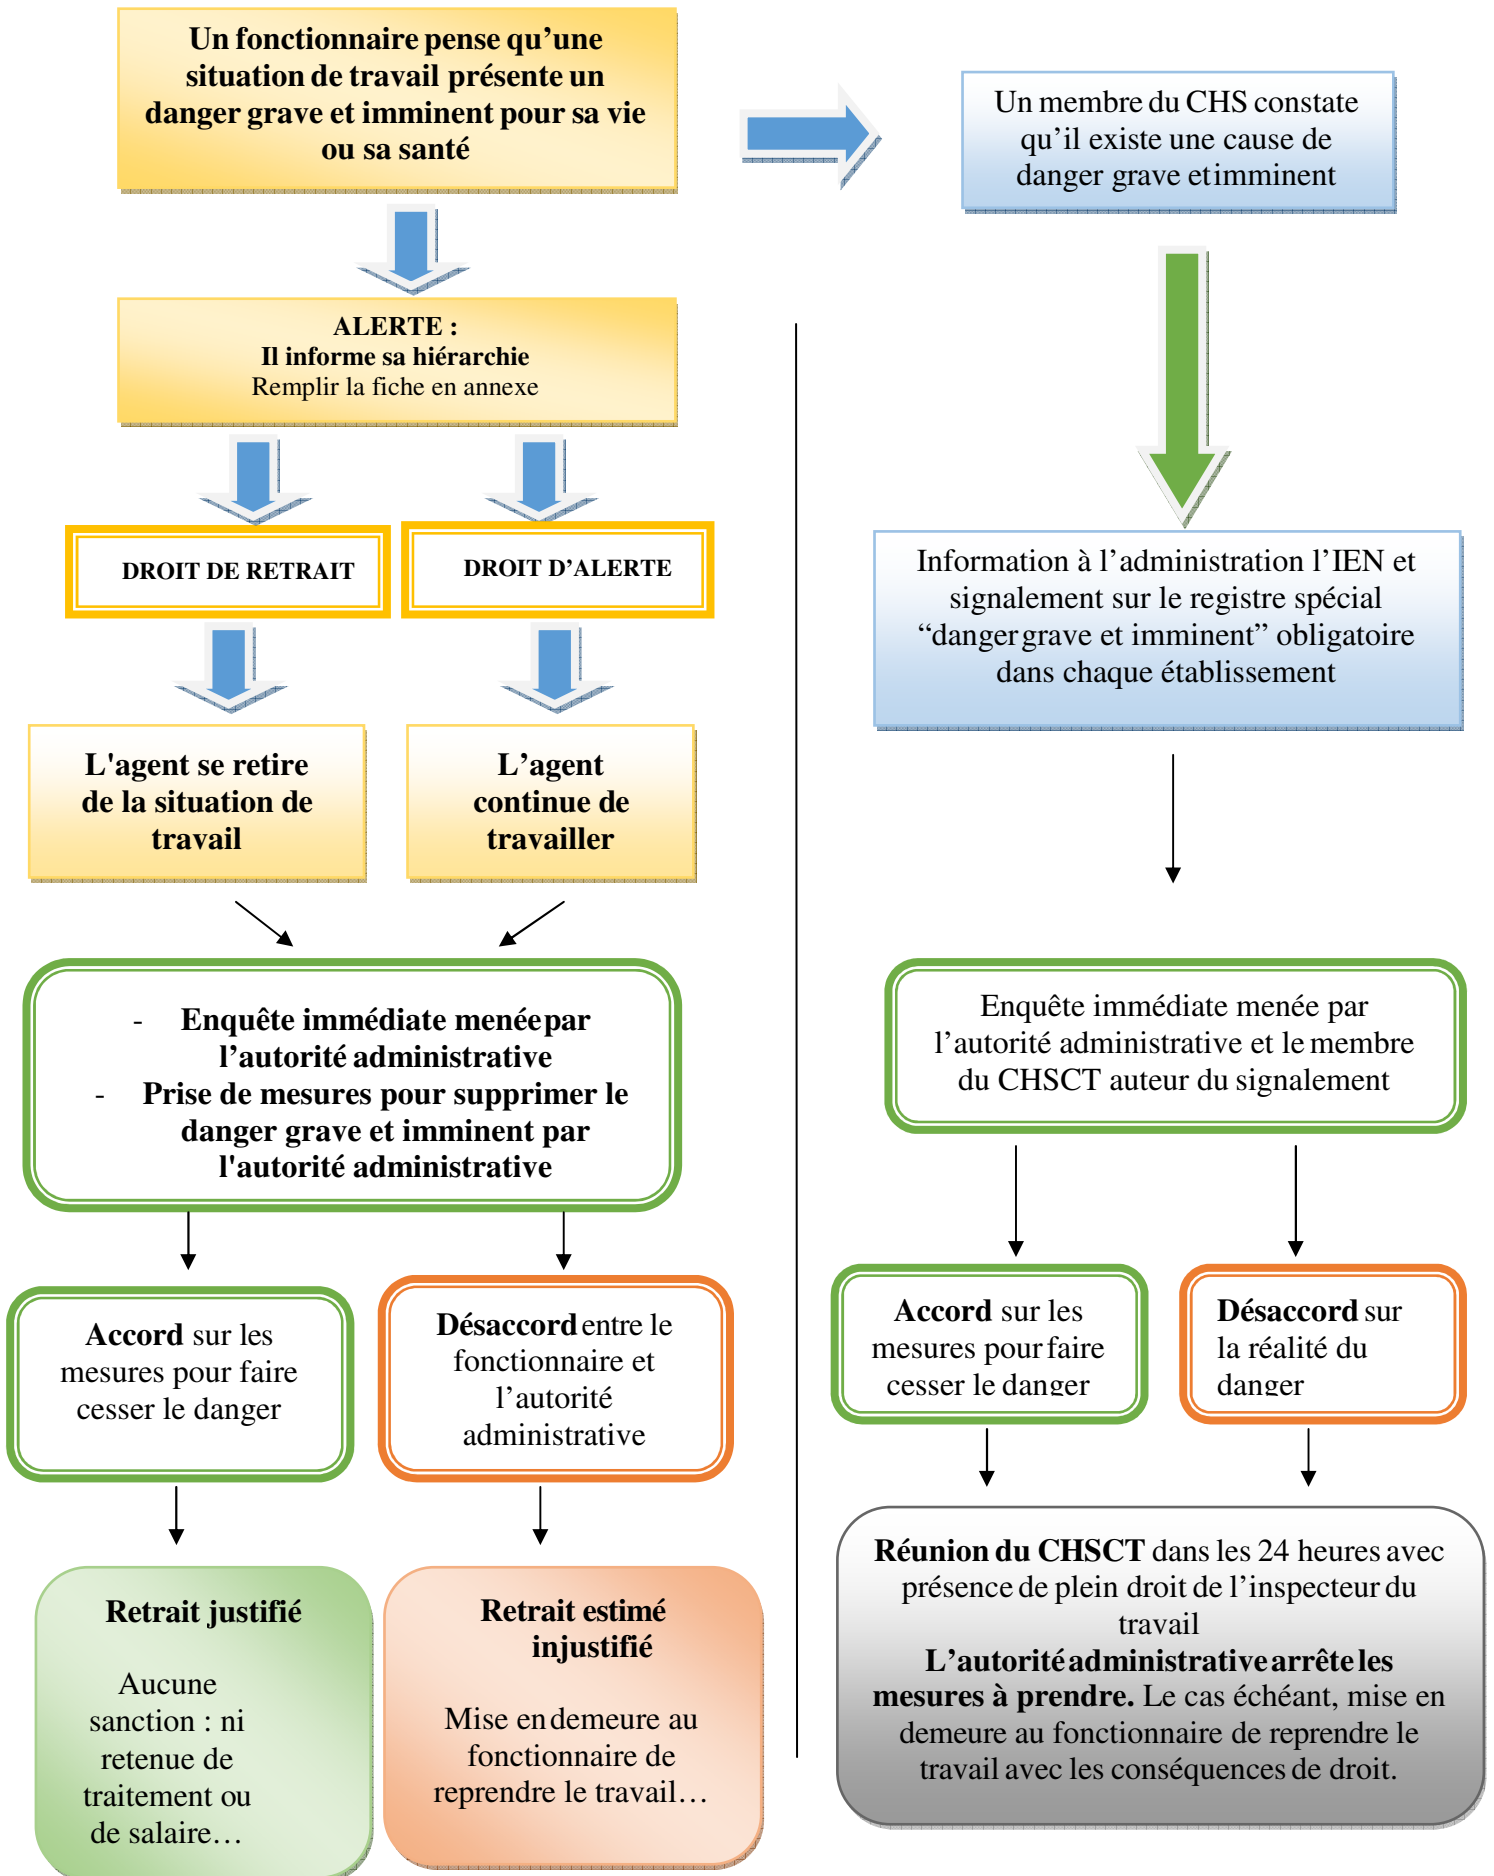 Un fonctionnaire pense qu’une
situation de travail présente un
danger grave et imminent pour sa vie
ou sa santé
ALERTE :
Il informe sa hiérarchie
Remplir la fiche en annexe
DROIT DE RETRAIT
DROIT D’ALERTE
L'agent se retire
de la situation de
travail
L’agent
continue de
travailler
- Enquête immédiate menée par
l’autorité administrative
- Prise de mesures pour supprimer le
danger grave et imminent par
l'autorité administrative
Accord sur les
mesures pour faire
cesser le danger
Désaccord entre le
fonctionnaire et
l’autorité
administrative
Retrait justifié
Aucune
sanction : ni
retenue de
traitement ou
de salaire…
Retrait estimé
injustifié
Mise en demeure au
fonctionnaire de
reprendre le travail…
Un membre du CHS constate
qu’il existe une cause de
danger grave et imminent
Information à l’administration l’IEN et
signalement sur le registre spécial
“danger grave et imminent” obligatoire
dans chaque établissement
Enquête immédiate menée par
l’autorité administrative et le membre
du CHSCT auteur du signalement
Accord sur les
mesures pour faire
cesser le danger
Désaccord sur
la réalité du
danger
Réunion du CHSCT dans les 24 heures avec
présence de plein droit de l’inspecteur du
travail
L’autorité administrative arrête les
mesures à prendre. Le cas échéant, mise en
demeure au fonctionnaire de reprendre le
travail avec les conséquences de droit.